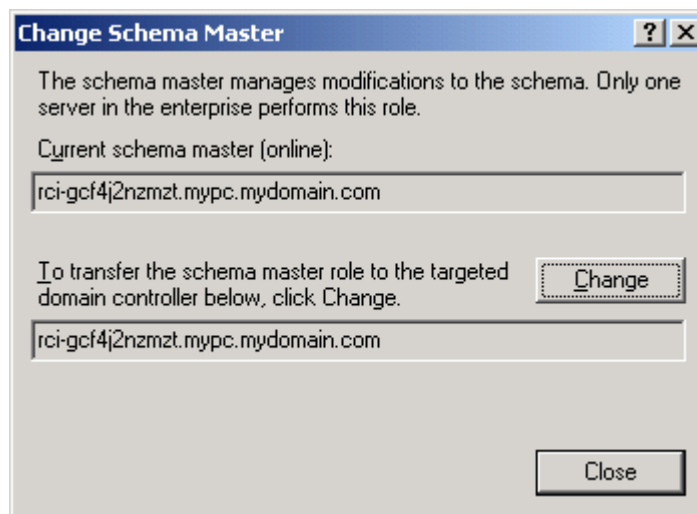 Change Schema Master
The schema master manages modifications to the schema. Only one
server in the enterprise performs this role.
Current schema master (online):
rci-gcf4j2nzmzt.mypc.mydomain.com
To transfer the schema master role to the targeted
domain controller below, click Change.
Change
rci-gcf4j2nzmzt.mypc.mydomain.com
Close